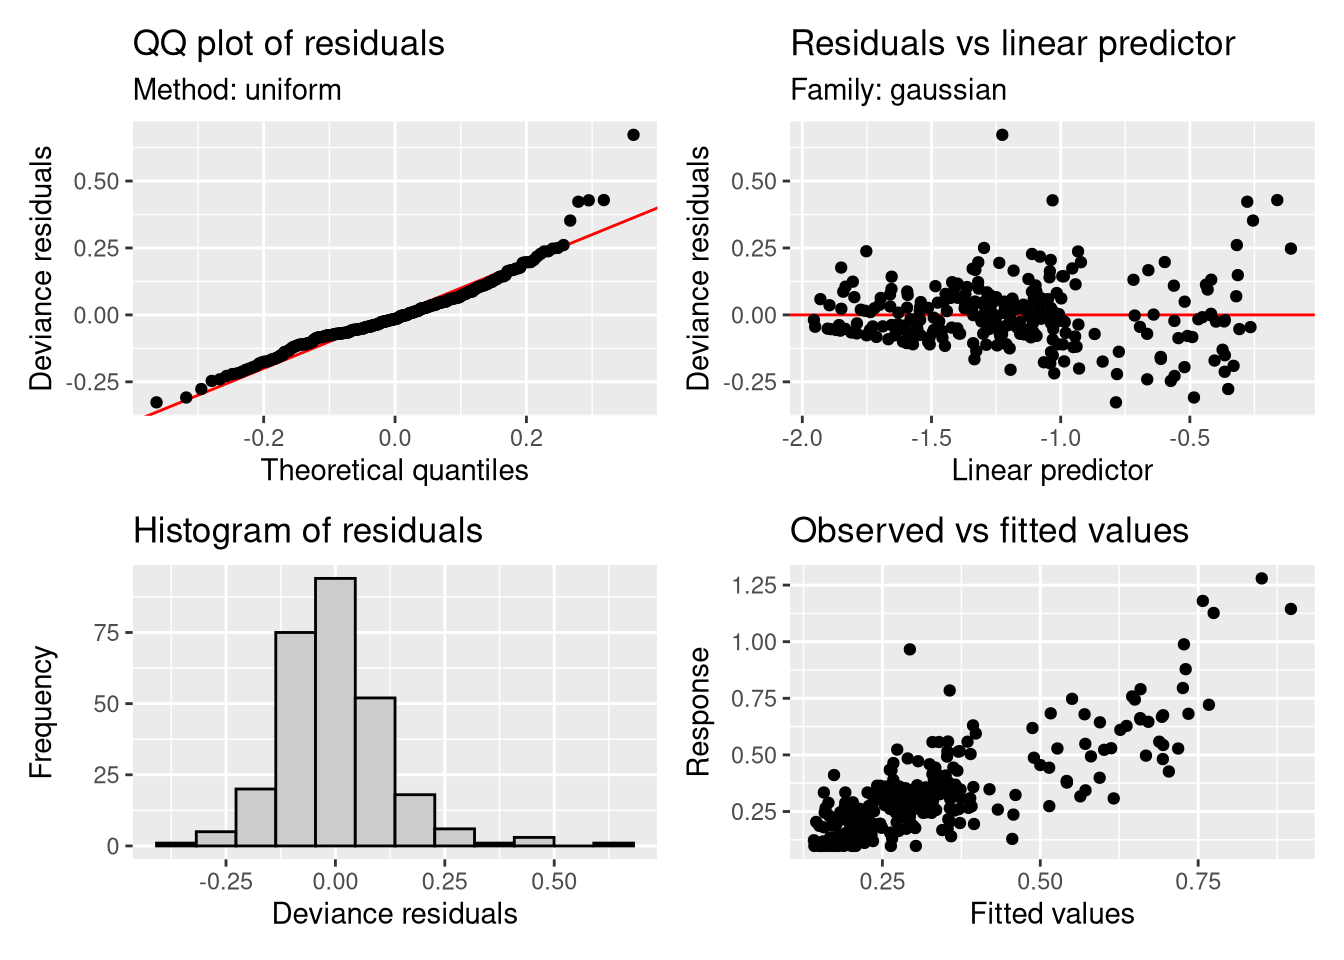 QQ plot of residuals
Method: uniform
Deviance residuals
0.50
0.25
0.00
-0.25
-0.2
0.0
0.2
Theoretical quantiles
Residuals vs linear predictor
Family: gaussian
Deviance residuals
0.50
0.25
0.00
-0.25
-2.0
-1.5
-1.0
-0.5
Linear predictor
Histogram of residuals
Frequency
75
50
25
0
-0.25
0.00
0.25
0.50
Deviance residuals
Observed vs fitted values
Response
1.25
1.00
0.75
0.50
0.25
0.25
0.50
0.75
Fitted values